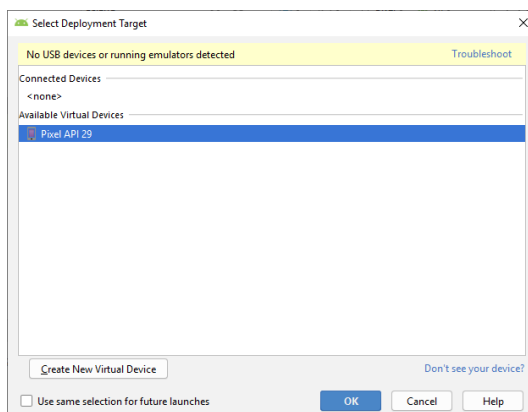 Select Deployment Target
No USB devices or running emulators detected Troubleshoot
Connected Devices
<none>
Available Virtual Devices
Pixel API 29
Create New Virtual Device Don't see your device?
Use same selection for future launches OK Cancel Help